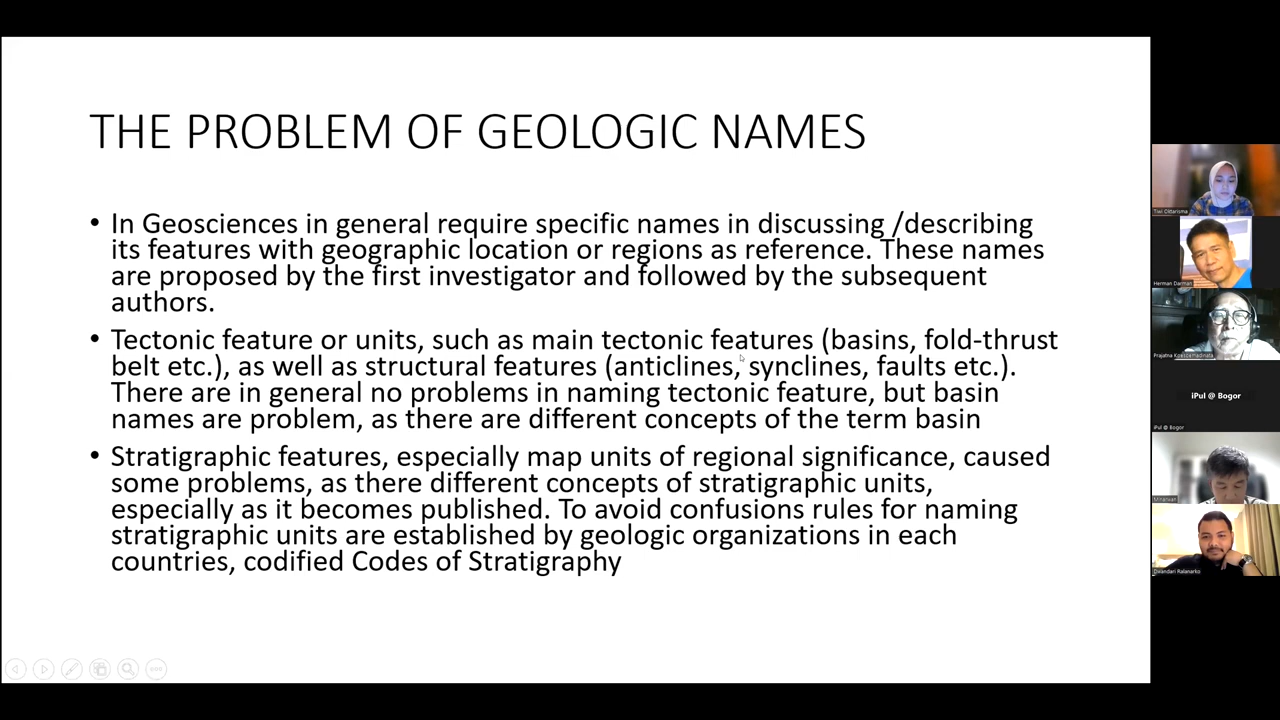 THE PROBLEM OF GEOLOGIC NAMES
• In Geosciences in general require specific names in discussing /describing
its features with geographic location or regions as reference. These names
are proposed by the first investigator and followed by the subsequent
authors.
• Tectonic feature or units, such as main tectonic features (basins, fold-thrust
belt etc.), as well as structural features (anticlines, synclines, faults etc.).
There are in general no problems in naming tectonic feature, but basin
names are problem, as there are different concepts of the term basin
• Stratigraphic features, especially map units of regional significance, caused
some problems, as there different concepts of stratigraphic units,
especially as it becomes published. To avoid confusions rules for naming
stratigraphic units are established by geologic organizations in each
countries, codified Codes of Stratigraphy
Tiwi Dittarisma
Herman Darman
Prajatna Koesoemadinata
iPul @ Bogor
iPul @ Bogor
Minarwan